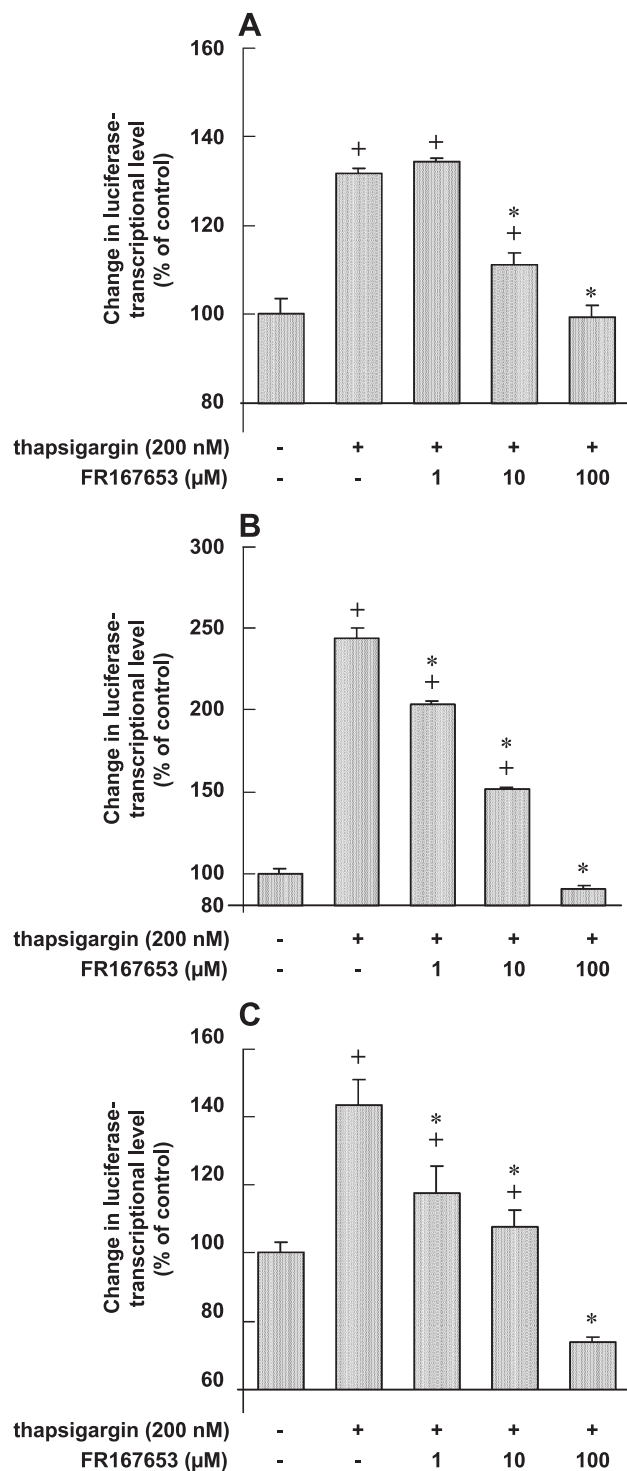 A
Change in luciferase-
transcriptional level
(% of control)
160
140
120
100
80
+
+
*
+
*
thapsigargin (200 nM) - + + + +
FR167653 (µM) - - 1 10 100
B
Change in luciferase-
transcriptional level
(% of control)
300
250
200
150
100
80
+
*
+
*
+
*
thapsigargin (200 nM) - + + + +
FR167653 (µM) - - 1 10 100
C
Change in luciferase-
transcriptional level
(% of control)
160
140
120
100
80
60
+
*
+
*
+
*
thapsigargin (200 nM) - + + + +
FR167653 (µM) - - 1 10 100